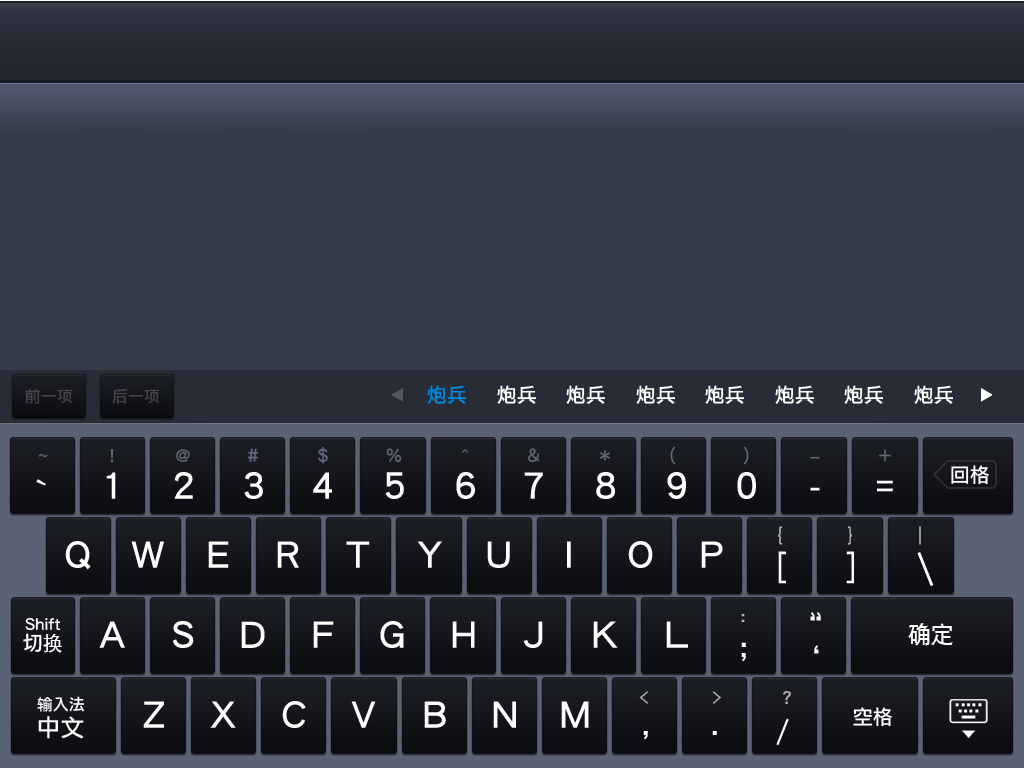 前一项 后一项 炮兵 炮兵 炮兵 炮兵 炮兵 炮兵 炮兵 炮兵
~ ! @ # $ % ^ & * ( ) _ +
` 1 2 3 4 5 6 7 8 9 0 - = 回格
{ } |
Q W E R T Y U I O P [ ] \
Shift : “
切换 A S D F G H J K L ; ‘ 确定
输入法 < > ?
中文 Z X C V B N M , . / 空格